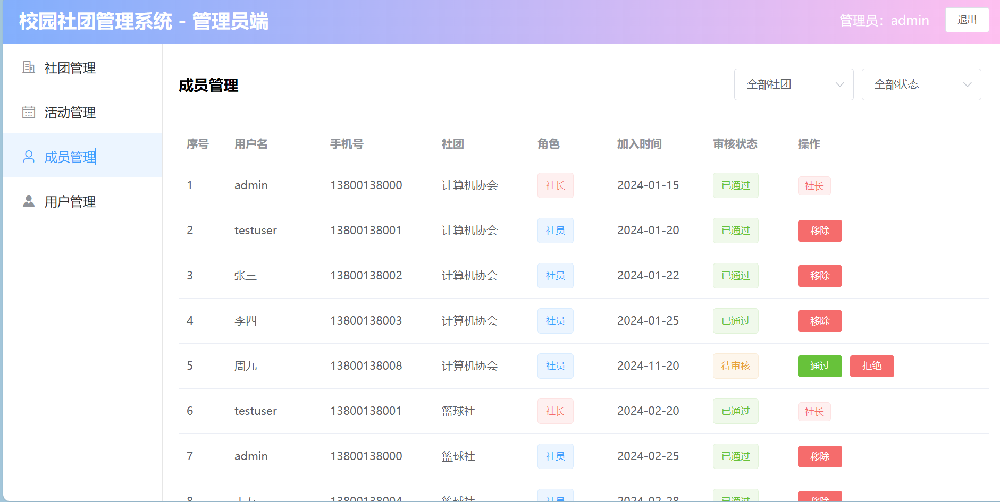 校园社团管理系统 - 管理员端
管理员：admin 退出
社团管理
活动管理
成员管理
用户管理
成员管理 全部社团 全部状态
序号 用户名 手机号 社团 角色 加入时间 审核状态 操作
1 admin 13800138000 计算机协会 社长 2024-01-15 已通过 社长
2 testuser 13800138001 计算机协会 社员 2024-01-20 已通过 移除
3 张三 13800138002 计算机协会 社员 2024-01-22 已通过 移除
4 李四 13800138003 计算机协会 社员 2024-01-25 已通过 移除
5 周九 13800138008 计算机协会 社员 2024-11-20 待审核 通过 拒绝
6 testuser 13800138001 篮球社 社长 2024-02-20 已通过 社长
7 admin 13800138000 篮球社 社员 2024-02-25 已通过 移除
8 13800138004 篮球社 社员 2024-02-28 已通过 移除